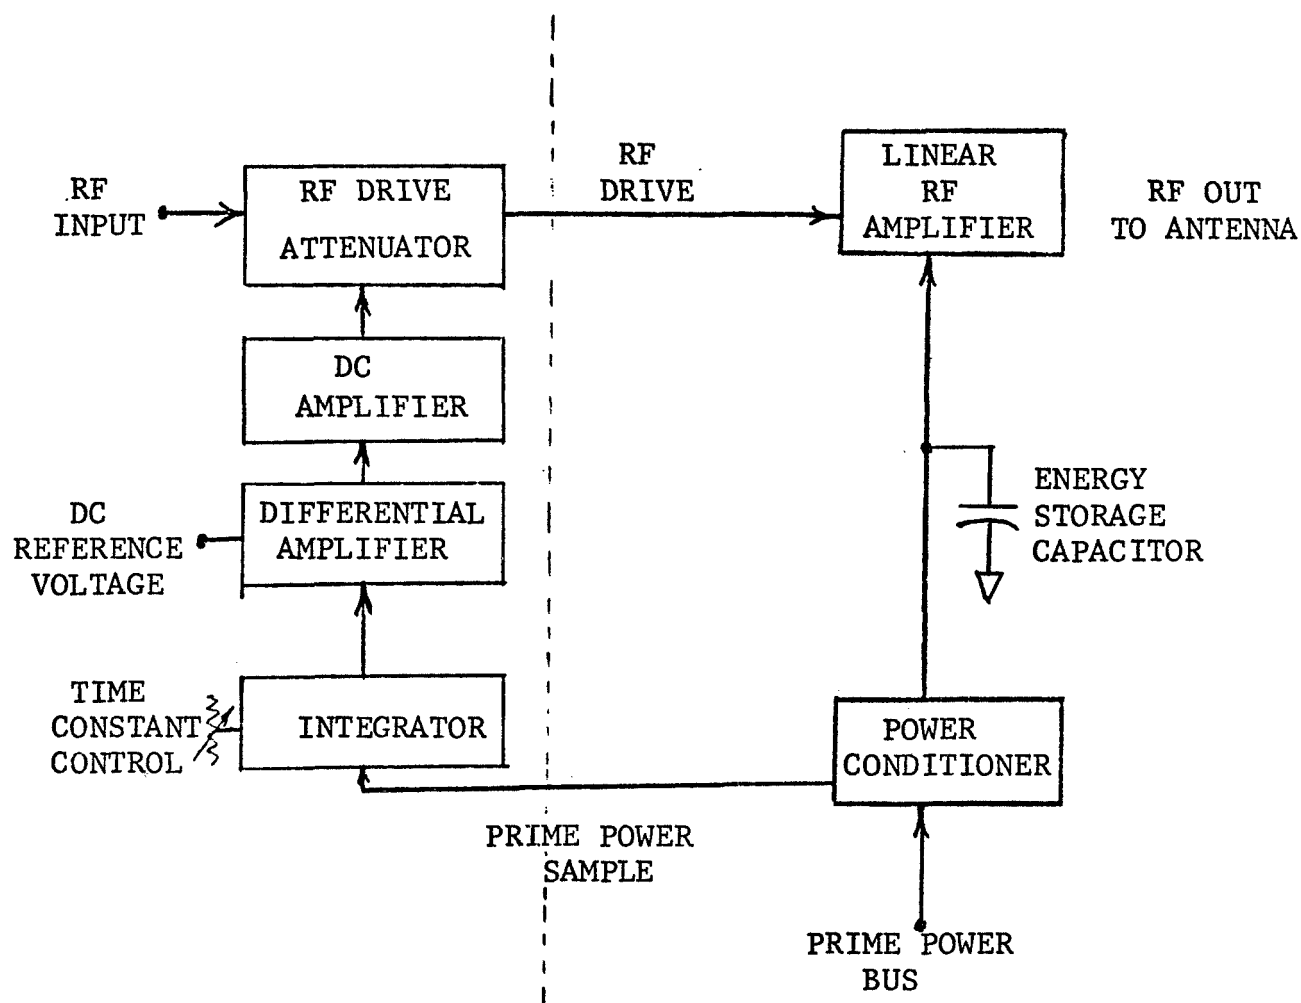 RF
INPUT
RF DRIVE
ATTENUATOR
RF
DRIVE
LINEAR
RF
AMPLIFIER
RF OUT
TO ANTENNA
DC
AMPLIFIER
DC
REFERENCE
VOLTAGE
DIFFERENTIAL
AMPLIFIER
ENERGY
STORAGE
CAPACITOR
TIME
CONSTANT
CONTROL
INTEGRATOR
POWER
CONDITIONER
PRIME POWER
SAMPLE
PRIME POWER
BUS